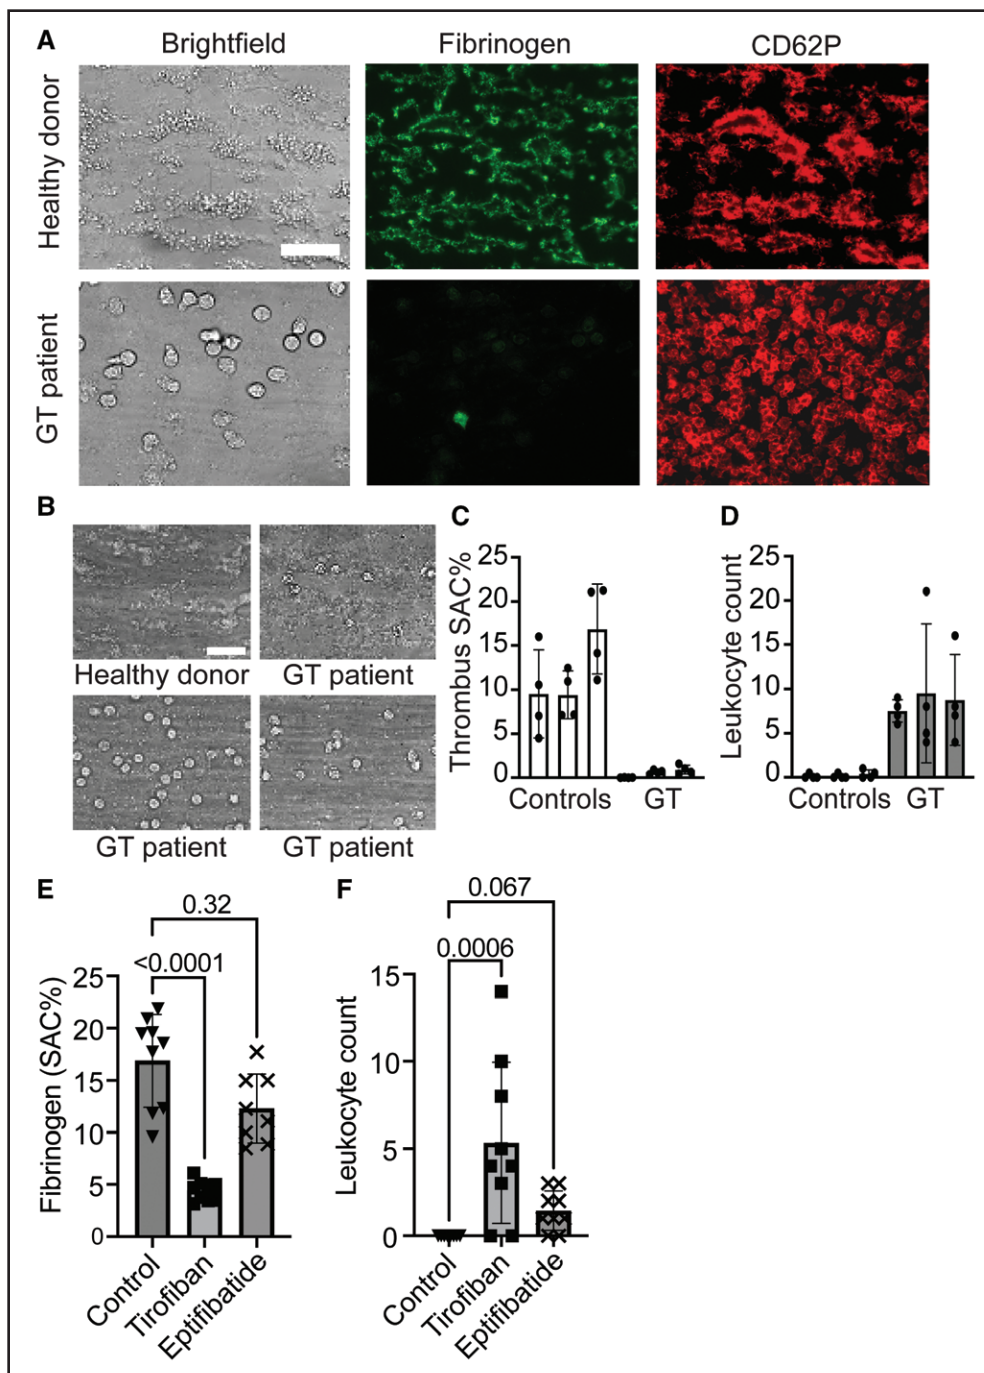 A
Brightfield
Fibrinogen
CD62P
Healthy donor
GT patient
B
Healthy donor
GT patient
GT patient
GT patient
C
Thrombus SAC%
25
20
15
10
5
0
Controls
GT
D
Leukocyte count
25
20
15
10
5
0
Controls
GT
E
0.32
<0.0001
Fibrinogen (SAC%)
25
20
15
10
5
0
Control
Tirofiban
Eptifibatide
F
0.067
0.0006
Leukocyte count
15
10
5
0
Control
Tirofiban
Eptifibatide